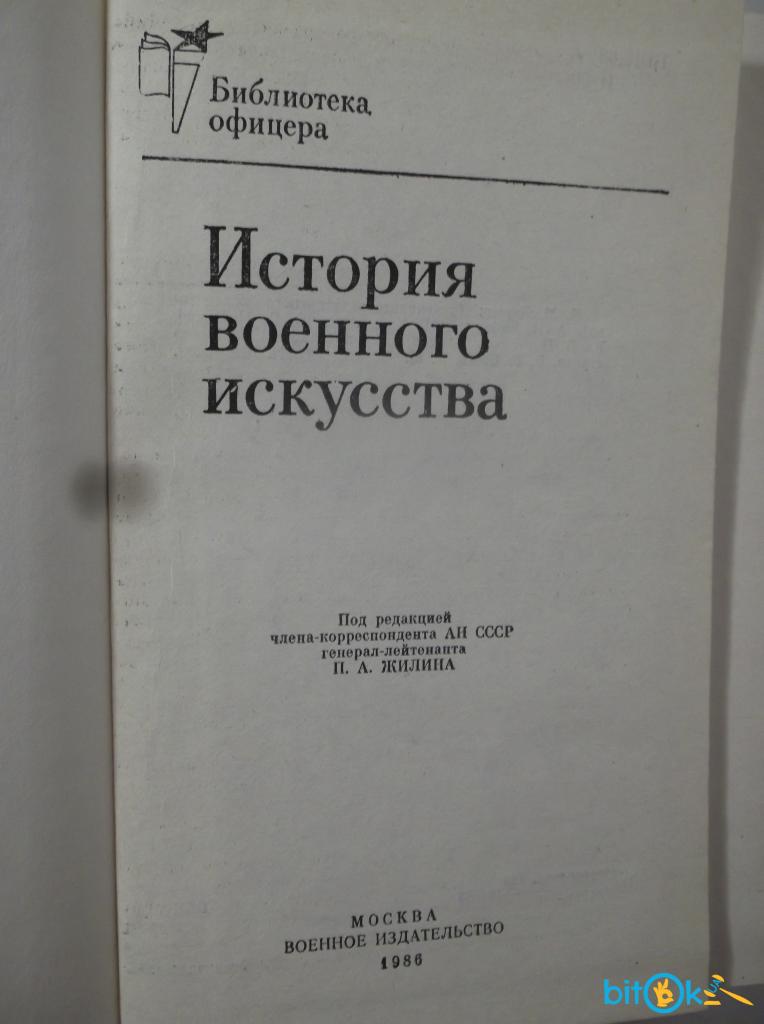 Библиотека
офицера
История
военного
искусства
Под редакцией
члена-корреспондента АН СССР
генерал-лейтенанта
П. А. ЖИЛИНА
МОСКВА
ВОЕННОЕ ИЗДАТЕЛЬСТВО
1986
bitOk UA